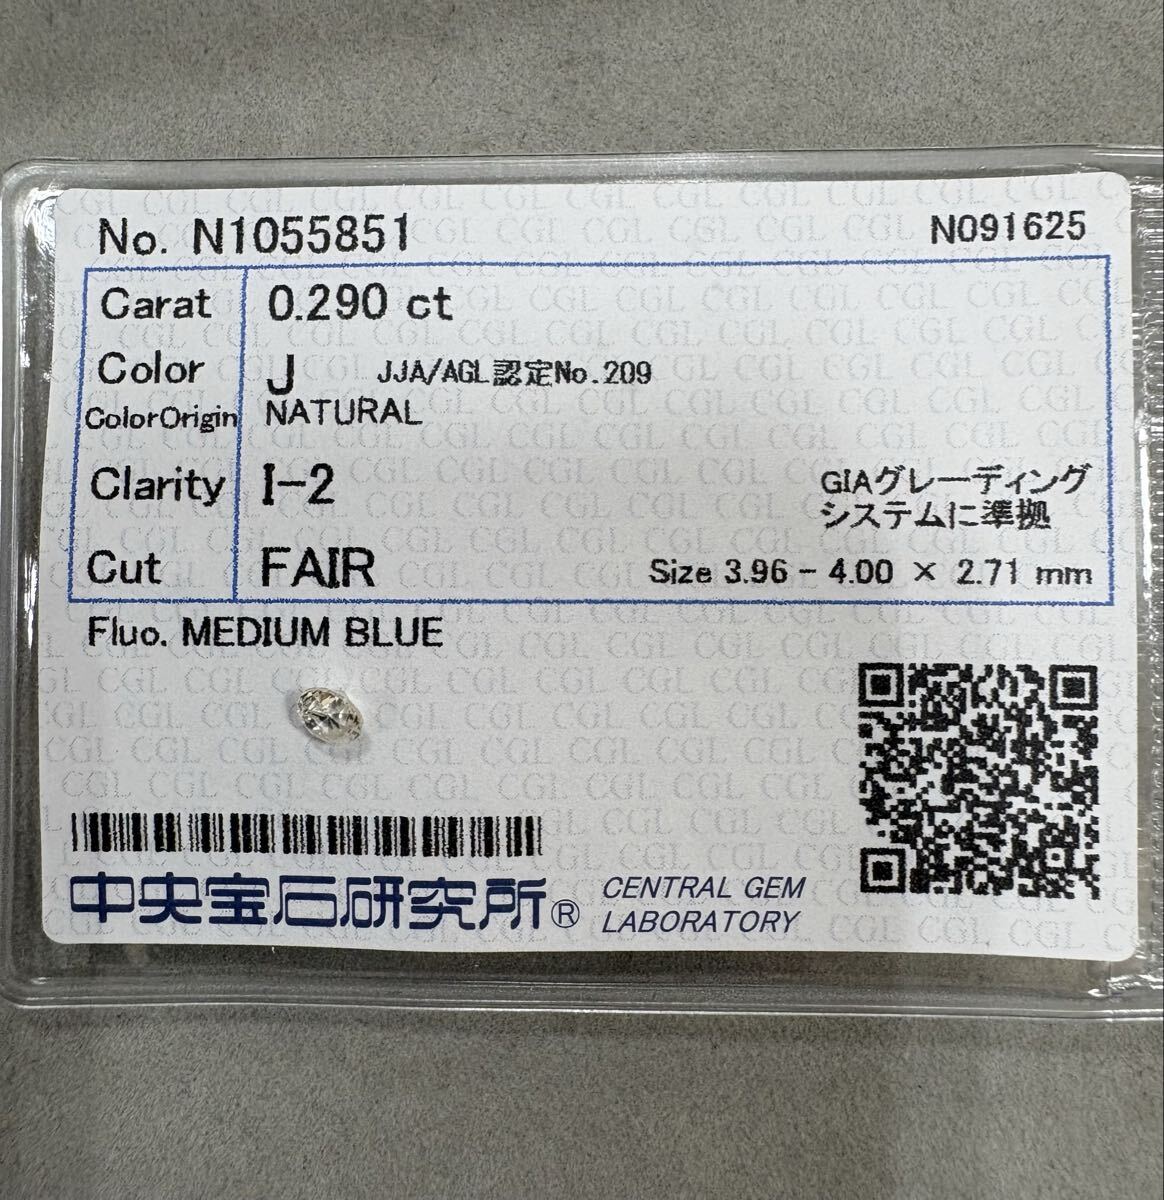 No. N1055851 N091625
Carat 0.290 ct
Color J JJA/AGL認定No.209
ColorOrigin NATURAL
Clarity I-2
GIAグレーディング
システムに準拠
Cut FAIR Size 3.96 - 4.00 × 2.71 mm
Fluo. MEDIUM BLUE
中央宝石研究所® CENTRAL GEM
LABORATORY